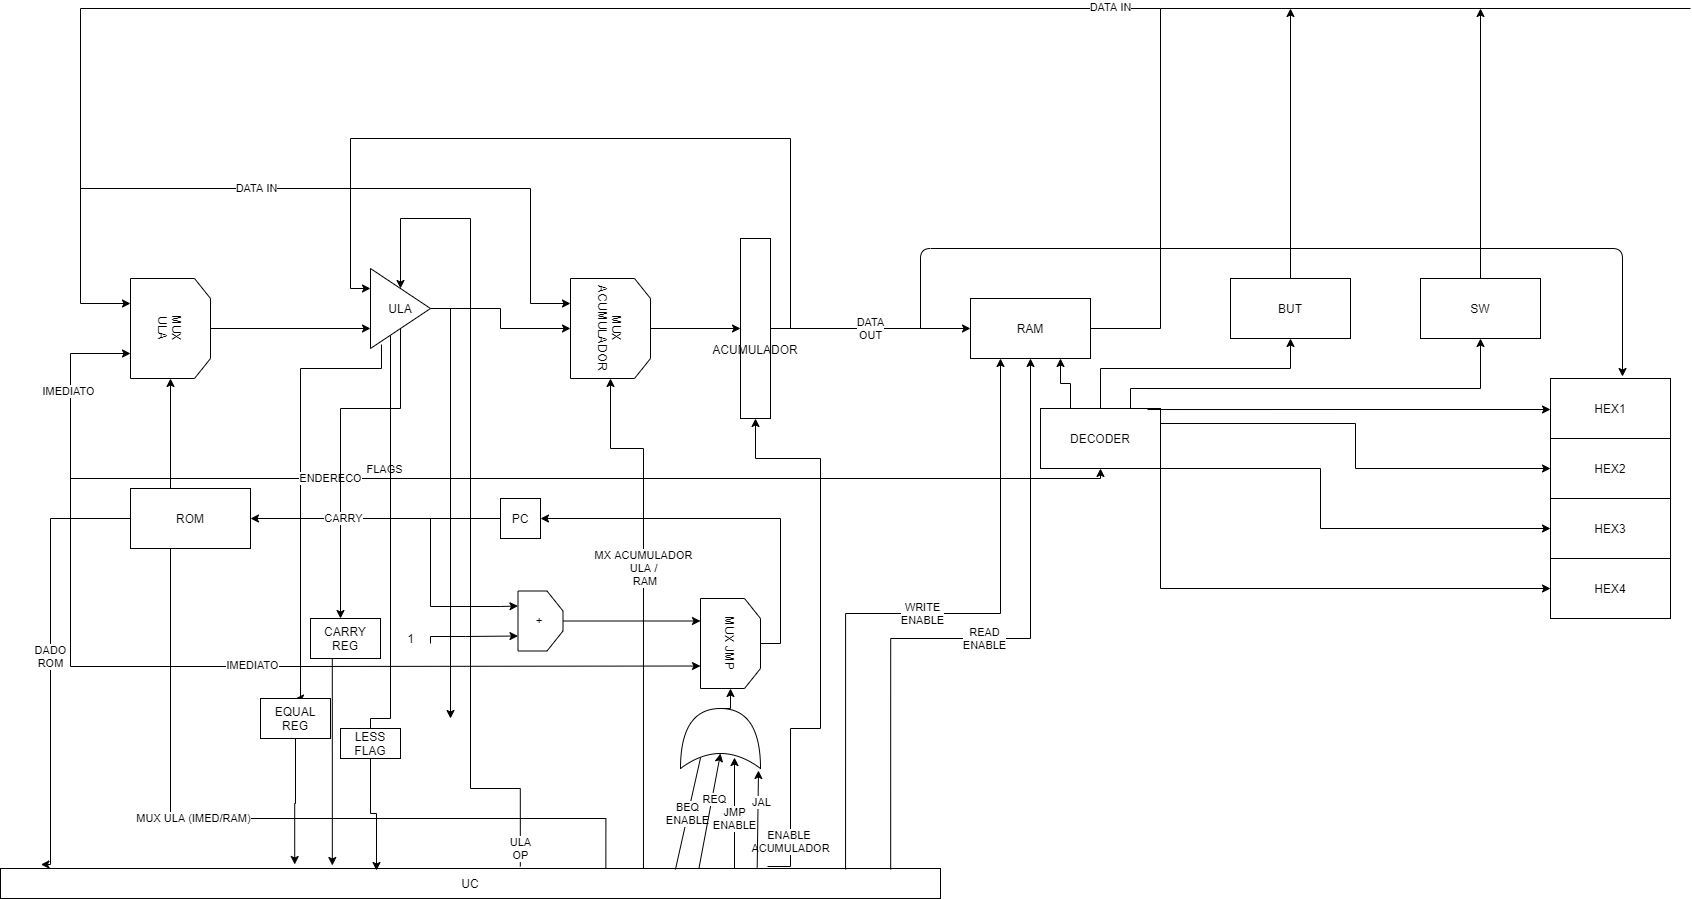 DATA IN
DATA IN
MUX
ULA
ULA
MUX
ACUMULADOR
ACUMULADOR
DATA
OUT
RAM
BUT
SW
IMEDIATO
HEX1
DECODER
HEX2
FLAGS
ENDERECO
ROM
CARRY
PC
HEX3
MX ACUMULADOR
ULA /
RAM
HEX4
WRITE
ENABLE
+
1
CARRY
REG
MUX JMP
READ
ENABLE
DADO
ROM
IMEDIATO
EQUAL
REG
LESS
FLAG
BEQ
ENABLE
REQ
JMP
ENABLE
JAL
MUX ULA (IMED/RAM)
ULA
OP
ENABLE
ACUMULADOR
UC